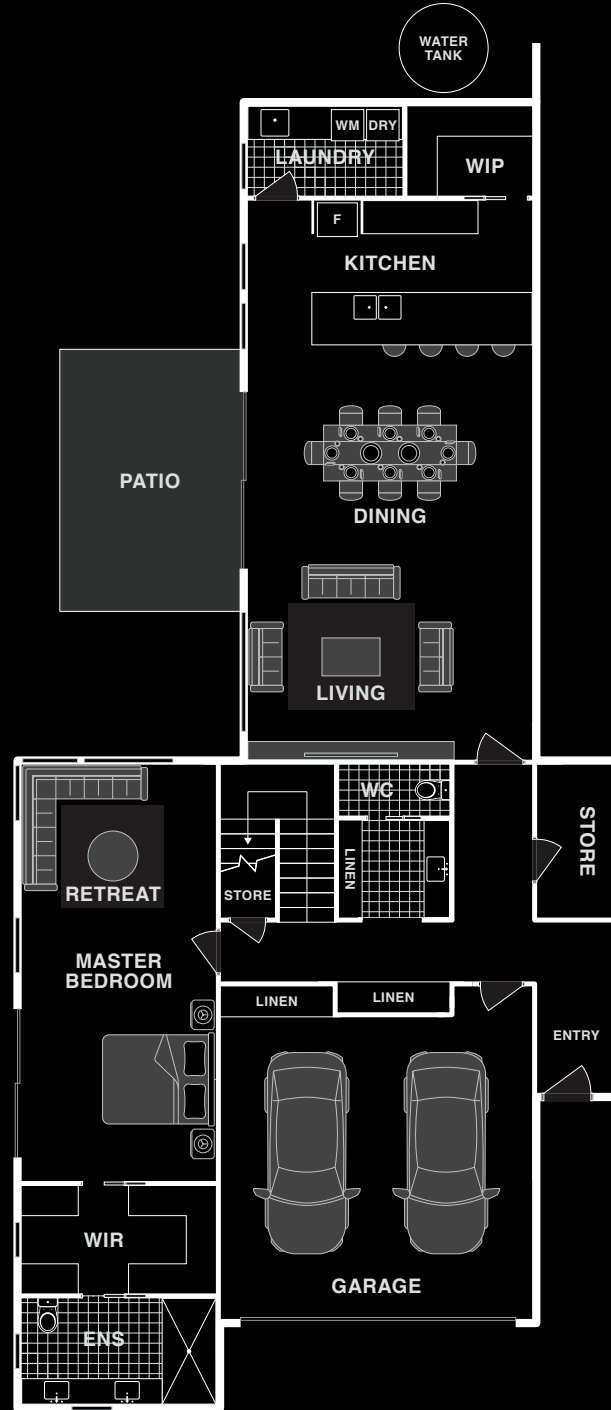 WATER
TANK
WM
DRY
LAUNDRY
WIP
F
KITCHEN
PATIO
DINING
LIVING
WC
STORE
LINEN
STORE
RETREAT
MASTER
BEDROOM
LINEN
LINEN
ENTRY
WIR
GARAGE
ENS